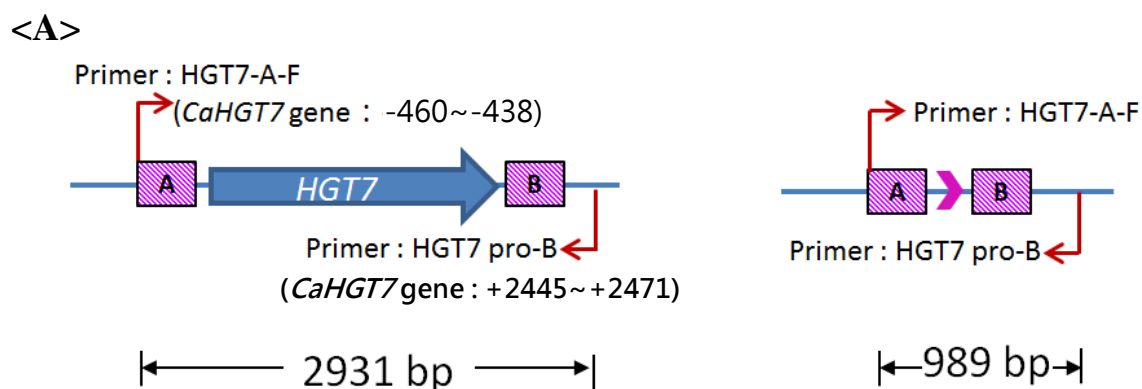 <A>
Primer : HGT7-A-F
(CaHGT7 gene : -460~-438)
A
HGT7
B
Primer : HGT7 pro-B
(CaHGT7 gene : +2445~+2471)
2931 bp
Primer : HGT7-A-F
A
B
Primer : HGT7 pro-B
989 bp